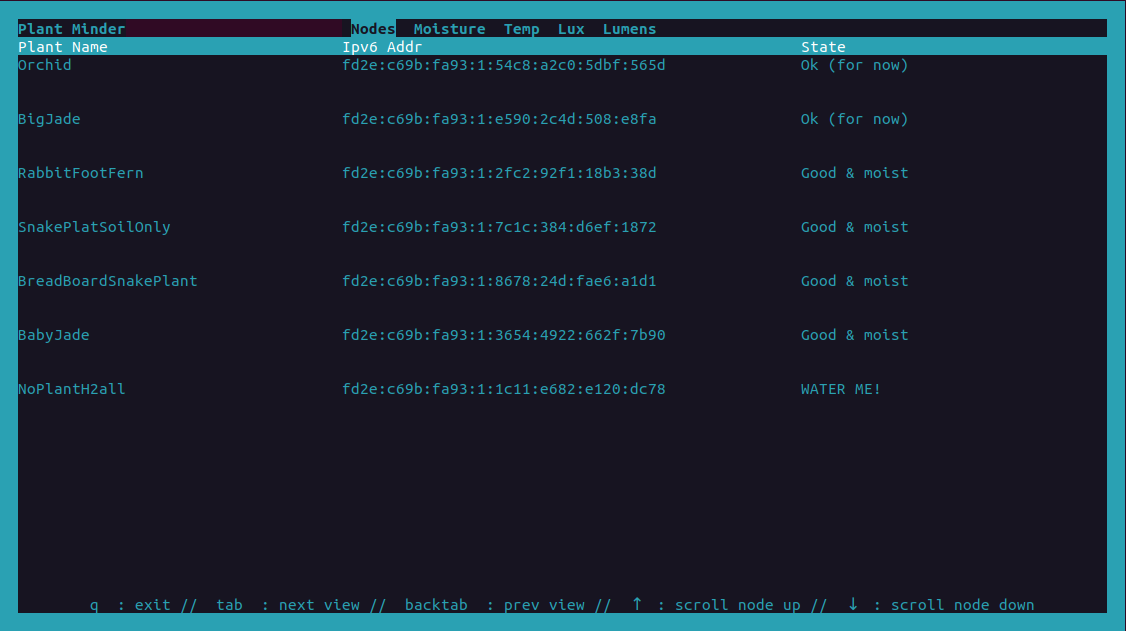 Plant Minder Nodes Moisture Temp Lux Lumens
Plant Name Ipv6 Addr State
Orchid fd2e:c69b:fa93:1:54c8:a2c0:5dbf:565d Ok (for now)
BigJade fd2e:c69b:fa93:1:e590:2c4d:508:e8fa Ok (for now)
RabbitFootFern fd2e:c69b:fa93:1:2fc2:92f1:18b3:38d Good & moist
SnakePlatSoilOnly fd2e:c69b:fa93:1:7c1c:384:d6ef:1872 Good & moist
BreadBoardSnakePlant fd2e:c69b:fa93:1:8678:24d:fae6:a1d1 Good & moist
BabyJade fd2e:c69b:fa93:1:3654:4922:662f:7b90 Good & moist
NoPlantH2all fd2e:c69b:fa93:1:1c11:e682:e120:dc78 WATER ME!
q : exit // tab : next view // backtab : prev view // ↑ : scroll node up // ↓ : scroll node down